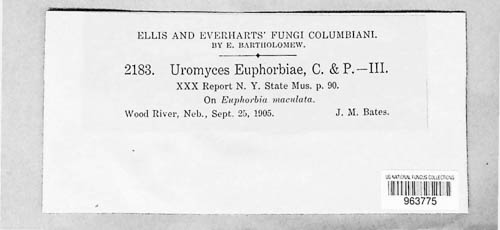 ELLIS AND EVERHARTS' FUNGI COLUMBIANI.
BY E. BARTHOLOMEW.
2183. Uromyces Euphorbiae, C. & P.—III.
XXX Report N. Y. State Mus. p. 90.
On Euphorbia maculata.
Wood River, Neb., Sept. 25, 1905. J. M. Bates.
US NATIONAL FUNGUS COLLECTIONS
963775